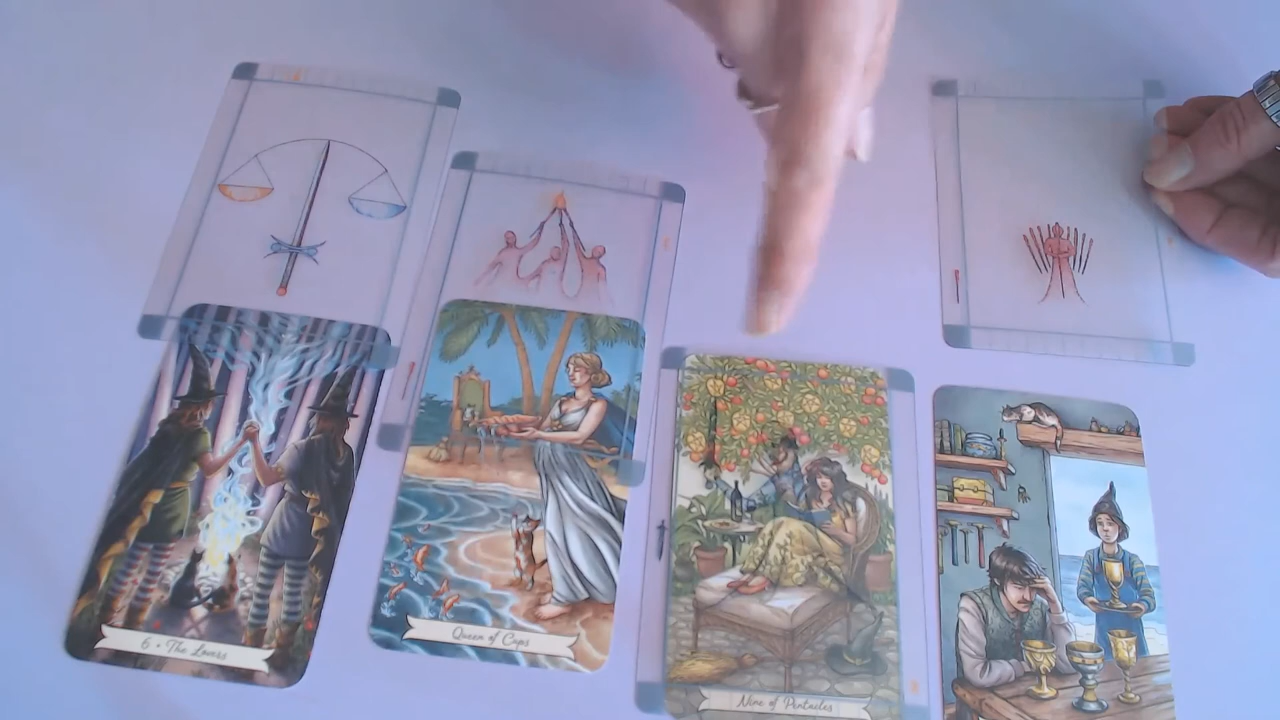 6 • The Lovers
Queen of Cups
Nine of Pentacles